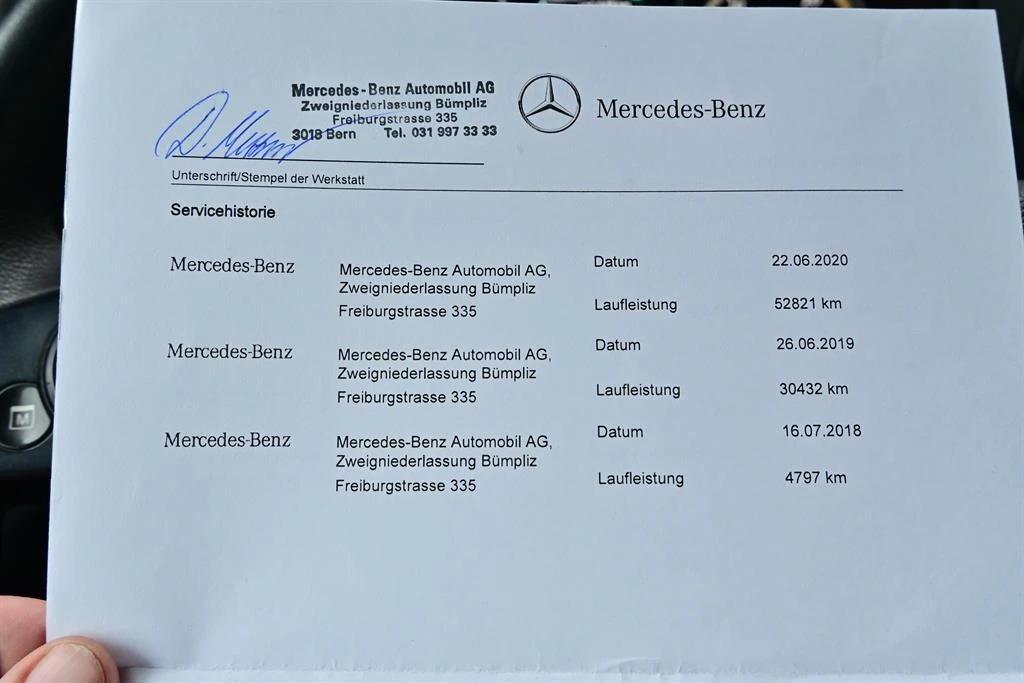 Mercedes-Benz Automobil AG
Zweigniederlassung Bümpliz
Freiburgstrasse 335
3018 Bern Tel. 031 997 33 33
Mercedes-Benz
Unterschrift/Stempel der Werkstatt
Servicehistorie
Mercedes-Benz Mercedes-Benz Automobil AG, Datum 22.06.2020
Zweigniederlassung Bümpliz
Freiburgstrasse 335 Laufleistung 52821 km
Mercedes-Benz Mercedes-Benz Automobil AG, Datum 26.06.2019
Zweigniederlassung Bümpliz
Freiburgstrasse 335 Laufleistung 30432 km
Mercedes-Benz Mercedes-Benz Automobil AG, Datum 16.07.2018
Zweigniederlassung Bümpliz
Freiburgstrasse 335 Laufleistung 4797 km
M